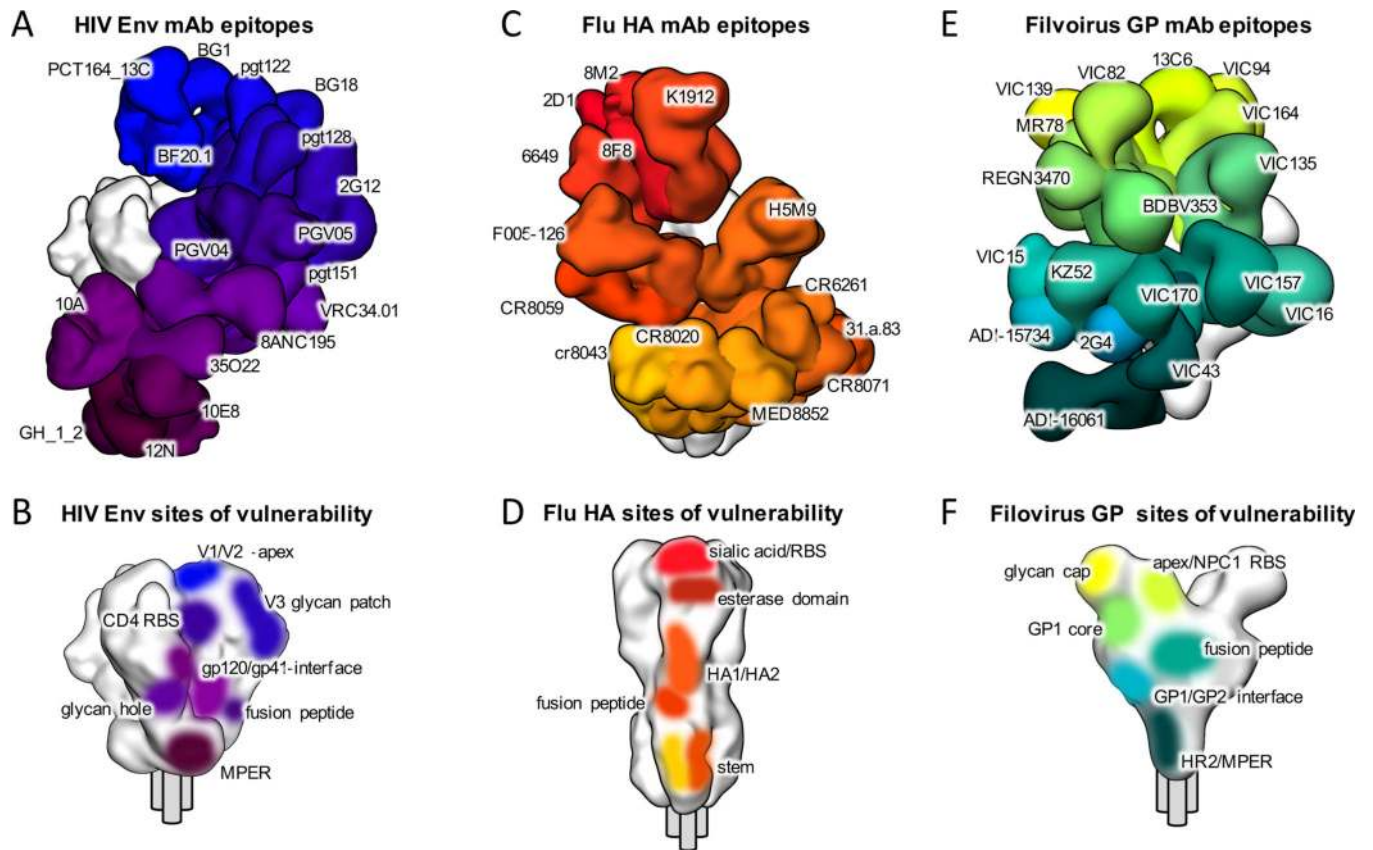 A
HIV Env mAb epitopes
PCT164_13C
BG1
pgt122
BG18
BF20.1
pgt128
2G12
PGV04
PGV05
pgt151
10A
VRC34.01
8ANC195
35O22
10E8
GH_1_2
12N
C
Flu HA mAb epitopes
8M2
2D1
K1912
6649
8F8
H5M9
F005-126
CR6261
CR8059
31.a.83
CR8020
cr8043
CR8071
MED8852
E
Filvoirus GP mAb epitopes
13C6
VIC82
VIC94
VIC139
MR78
VIC164
VIC135
REGN3470
BDBV353
VIC15
KZ52
VIC170
VIC157
VIC16
ADI-15734
2G4
VIC43
ADI-16061
B
HIV Env sites of vulnerability
V1/V2 -apex
V3 glycan patch
CD4 RBS
gp120/gp41-interface
glycan hole
fusion peptide
MPER
D
Flu HA sites of vulnerability
sialic acid/RBS
esterase domain
HA1/HA2
fusion peptide
stem
F
Filovirus GP sites of vulnerability
glycan cap
apex/NPC1 RBS
GP1 core
fusion peptide
GP1/GP2 interface
HR2/MPER